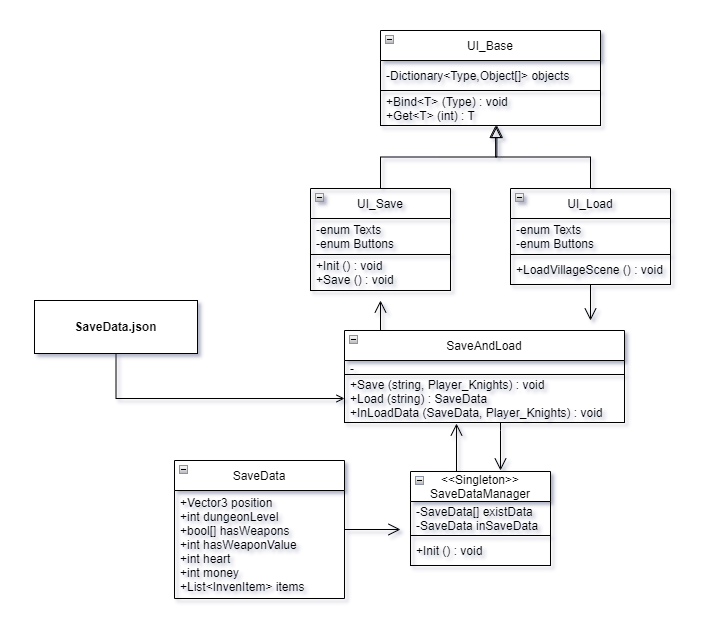 UI_Base
-Dictionary<Type,Object[]> objects
+Bind<T> (Type) : void
+Get<T> (int) : T
UI_Save
-enum Texts
-enum Buttons
+Init () : void
+Save () : void
UI_Load
-enum Texts
-enum Buttons
+LoadVillageScene () : void
SaveData.json
SaveAndLoad
-
+Save (string, Player_Knights) : void
+Load (string) : SaveData
+InLoadData (SaveData, Player_Knights) : void
SaveData
+Vector3 position
+int dungeonLevel
+bool[] hasWeapons
+int hasWeaponValue
+int heart
+int money
+List<InvenItem> items
<<Singleton>>
SaveDataManager
-SaveData[] existData
-SaveData inSaveData
+Init () : void